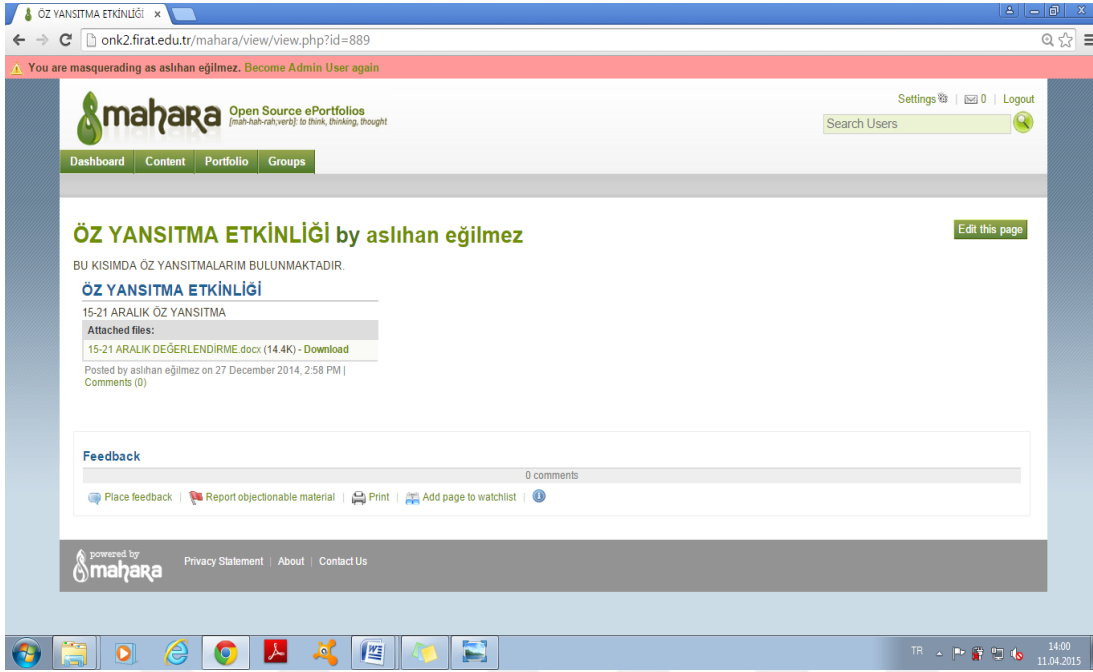 ÖZ YANSITMA ETKİNLİĞİ
onk2.firat.edu.tr/mahara/view/view.php?id=889
You are masquerading as aslıhan eğilmez. Become Admin User again
mahara Open Source ePortfolios
[mah-hah-rah;verb]: to think, thinking, thought
Settings | 0 | Logout
Search Users
Dashboard Content Portfolio Groups
ÖZ YANSITMA ETKİNLİĞİ by aslıhan eğilmez
Edit this page
BU KISIMDA ÖZ YANSITMALARIM BULUNMAKTADIR.
ÖZ YANSITMA ETKİNLİĞİ
15-21 ARALIK ÖZ YANSITMA
Attached files:
15-21 ARALIK DEĞERLENDİRME.docx (14.4K) - Download
Posted by aslıhan eğilmez on 27 December 2014, 2:58 PM |
Comments (0)
Feedback
0 comments
Place feedback | Report objectionable material | Print | Add page to watchlist |
powered by
mahara
Privacy Statement | About | Contact Us
TR
14:00
11.04.2015